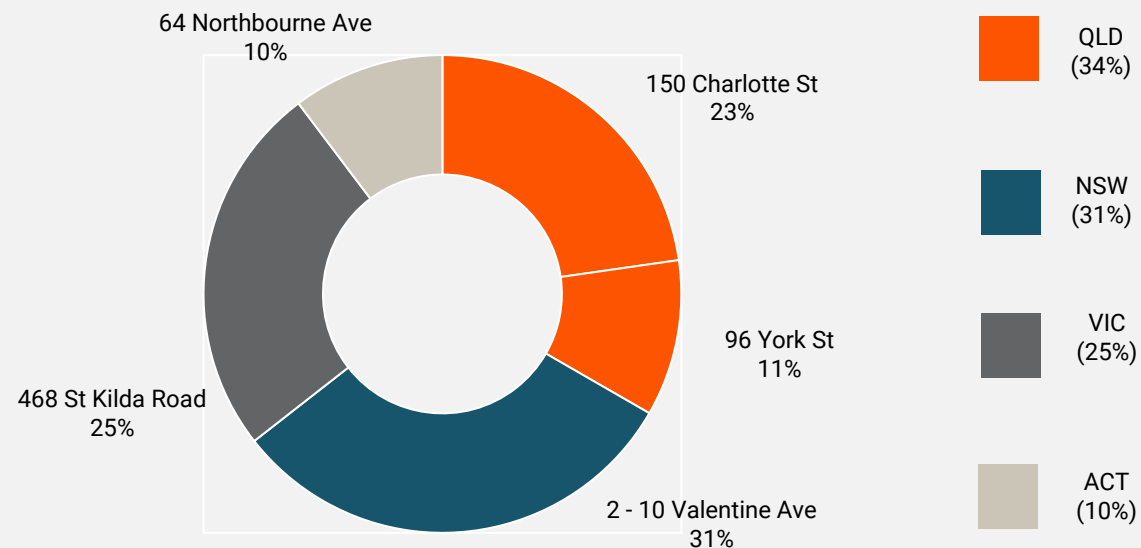 64 Northbourne Ave
10%
150 Charlotte St
23%
96 York St
11%
2 - 10 Valentine Ave
31%
468 St Kilda Road
25%
QLD
(34%)
NSW
(31%)
VIC
(25%)
ACT
(10%)